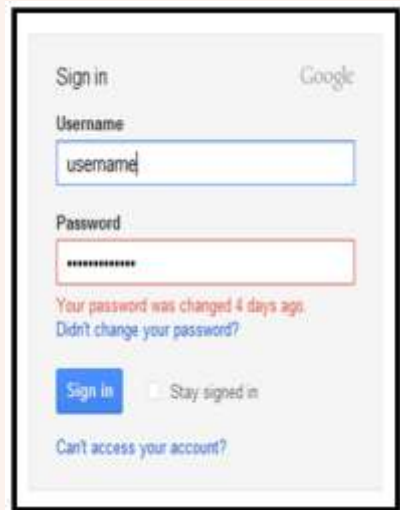 Sign in Google
Username
username
Password
•••••••••••••
Your password was changed 4 days ago.
Didn't change your password?
Sign in Stay signed in
Can't access your account?